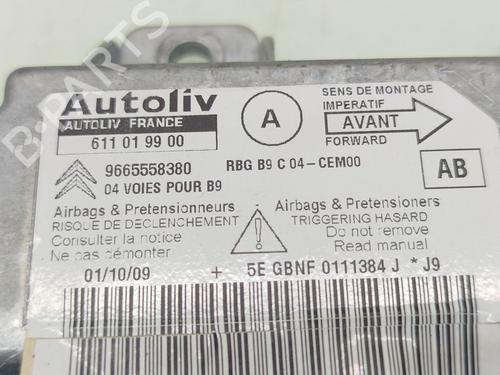 Autoliv
AUTOLIV FRANCE
611 01 99 00
A
SENS DE MONTAGE
IMPERATIF
AVANT
FORWARD
9665558380
04 VOIES POUR B9
RBG B9 C 04-CEM00
AB
Airbags & Pretensionneurs
RISQUE DE DECLENCHEMENT
Consulter la notice
Ne pas démonter
Airbags & Pretensioners
TRIGGERING HASARD
Do not remove
Read manual
01/10/09 + 5E GBNF 0111384 J * J9
B-PARTS